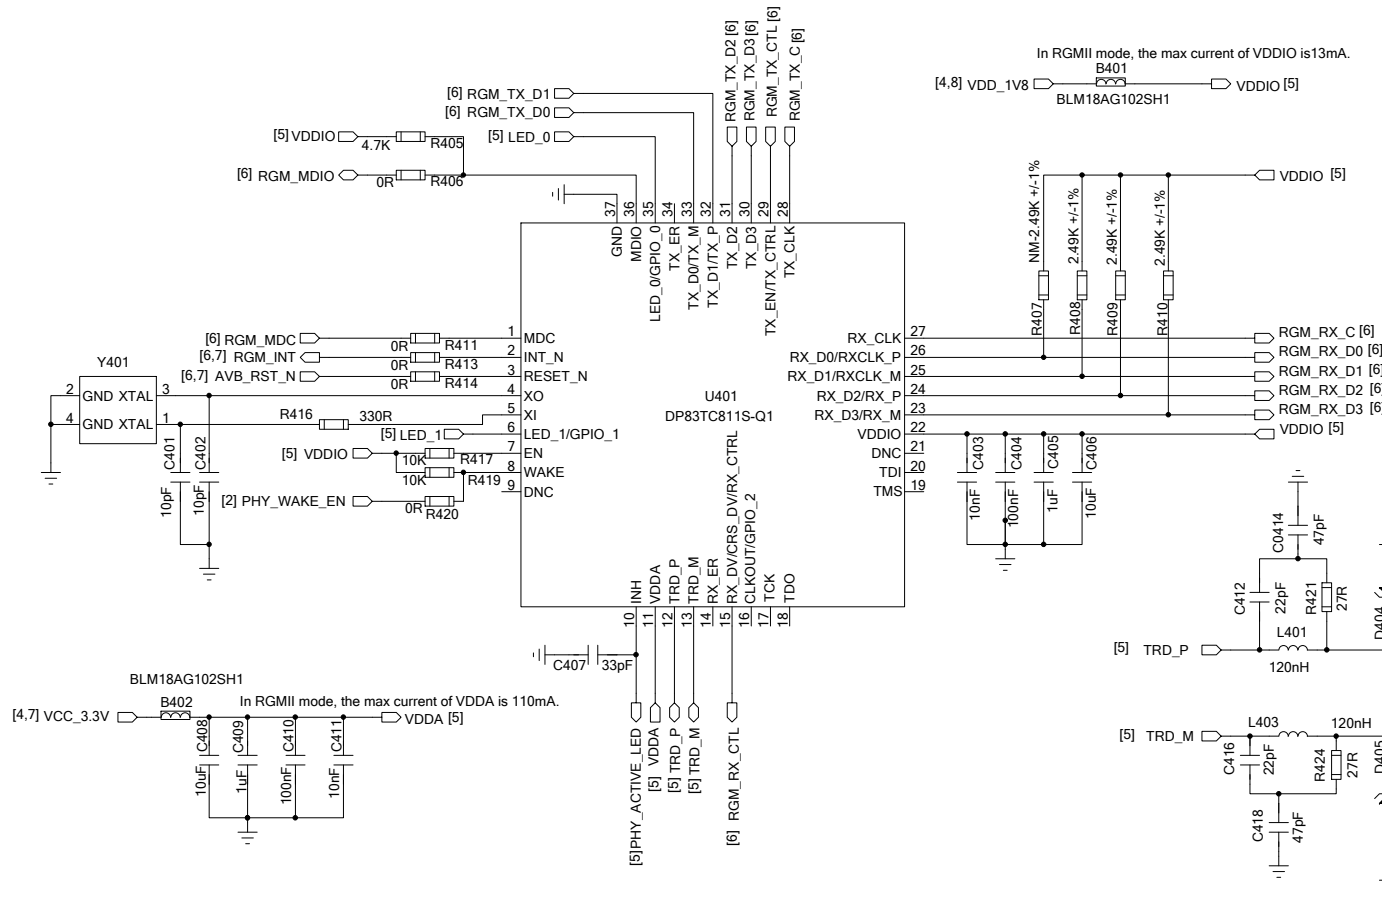 In RGMII mode, the max current of VDDIO is13mA.
[4,8] VDD_1V8
B401
BLM18AG102SH1
VDDIO [5]
RGM_TX_D2 [6]
RGM_TX_D3 [6]
RGM_TX_CTL [6]
RGM_TX_C [6]
[6] RGM_TX_D1
[6] RGM_TX_D0
[5] LED_0
[5] VDDIO
4.7K
R405
[6] RGM_MDIO
0R
R406
37
36
35
34
33
32
31
30
29
28
GND
MDIO
LED_0/GPIO_0
TX_ER
TX_D0/TX_M
TX_D1/TX_P
TX_D2
TX_D3
TX_EN/TX_CTRL
TX_CLK
VDDIO [5]
NM-2.49K +/-1%
2.49K +/-1%
2.49K +/-1%
2.49K +/-1%
R407
R408
R409
R410
[6] RGM_MDC
0R
R411
1
MDC
[6,7] RGM_INT
0R
R413
2
INT_N
[6,7] AVB_RST_N
0R
R414
3
RESET_N
4
XO
5
XI
[5] LED_1
6
LED_1/GPIO_1
[5] VDDIO
10K
R417
7
EN
10K
R419
8
WAKE
[2] PHY_WAKE_EN
0R
R420
9
DNC
Y401
2
GND
XTAL
3
4
GND
XTAL
1
R416
330R
C401
10pF
C402
10pF
U401
DP83TC811S-Q1
RX_CLK
27
RGM_RX_C [6]
RX_D0/RXCLK_P
26
RGM_RX_D0 [6]
RX_D1/RXCLK_M
25
RGM_RX_D1 [6]
RX_D2/RX_P
24
RGM_RX_D2 [6]
RX_D3/RX_M
23
RGM_RX_D3 [6]
VDDIO
22
VDDIO [5]
DNC
21
TDI
20
TMS
19
C403
10nF
C404
100nF
C405
1uF
C406
10uF
INH
VDDA
TRD_P
TRD_M
RX_ER
RX_DV/CRS_DV/RX_CTRL
CLKOUT/GPIO_2
TCK
TDO
10
11
12
13
14
15
16
17
18
C407
33pF
[5]PHY_ACTIVE_LED
[5] VDDA
[5] TRD_P
[5] TRD_M
[6] RGM_RX_CTL
BLM18AG102SH1
B402
In RGMII mode, the max current of VDDA is 110mA.
[4,7] VCC_3.3V
VDDA [5]
C408
10uF
C409
1uF
C410
100nF
C411
10nF
C0414
47pF
C412
22pF
R421
27R
D404
[5] TRD_P
L401
120nH
[5] TRD_M
L403
120nH
C416
22pF
R424
27R
D405
C418
47pF